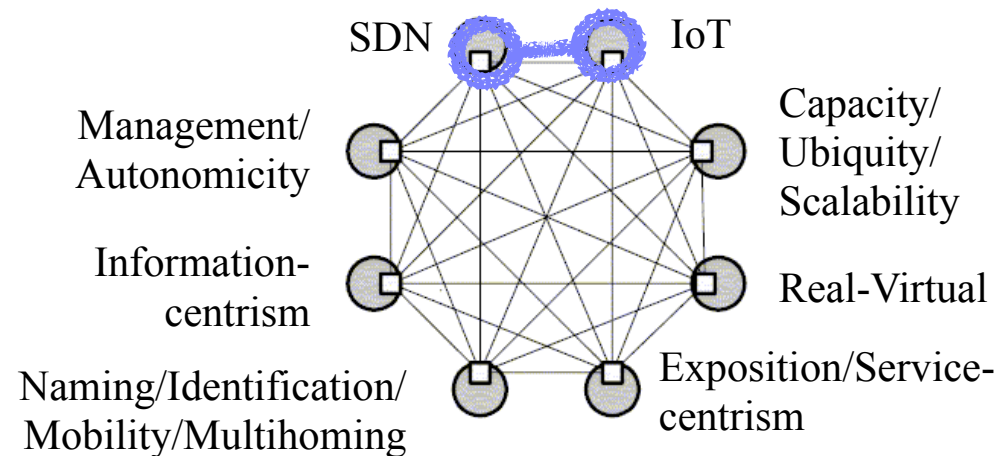 SDN
IoT
Management/
Autonomicity
Capacity/
Ubiquity/
Scalability
Information-
centrism
Real-Virtual
Naming/Identification/
Mobility/Multihoming
Exposition/Service-
centrism